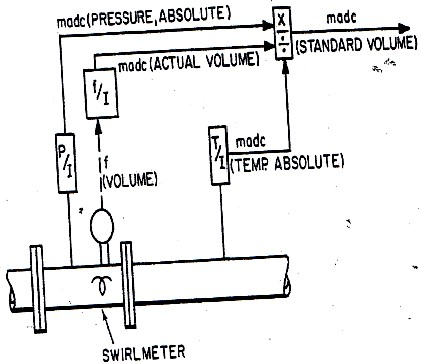 madc (PRESSURE, ABSOLUTE)
X
÷
madc
(STANDARD VOLUME)
madc (ACTUAL VOLUME)
f/I
P/I
f
(VOLUME)
T/I
madc
(TEMP. ABSOLUTE)
SWIRLMETER